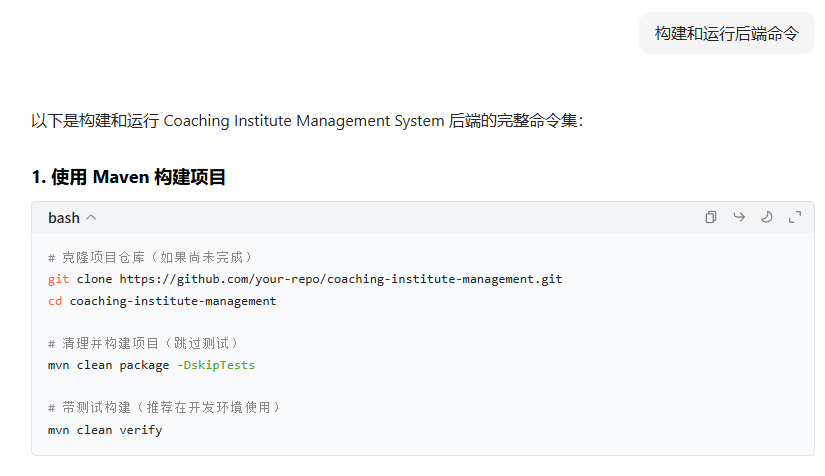 构建和运行后端命令
以下是构建和运行 Coaching Institute Management System 后端的完整命令集：
1. 使用 Maven 构建项目
bash
# 克隆项目仓库（如果尚未完成）
git clone https://github.com/your-repo/coaching-institute-management.git
cd coaching-institute-management
# 清理并构建项目（跳过测试）
mvn clean package -DskipTests
# 带测试构建（推荐在开发环境使用）
mvn clean verify